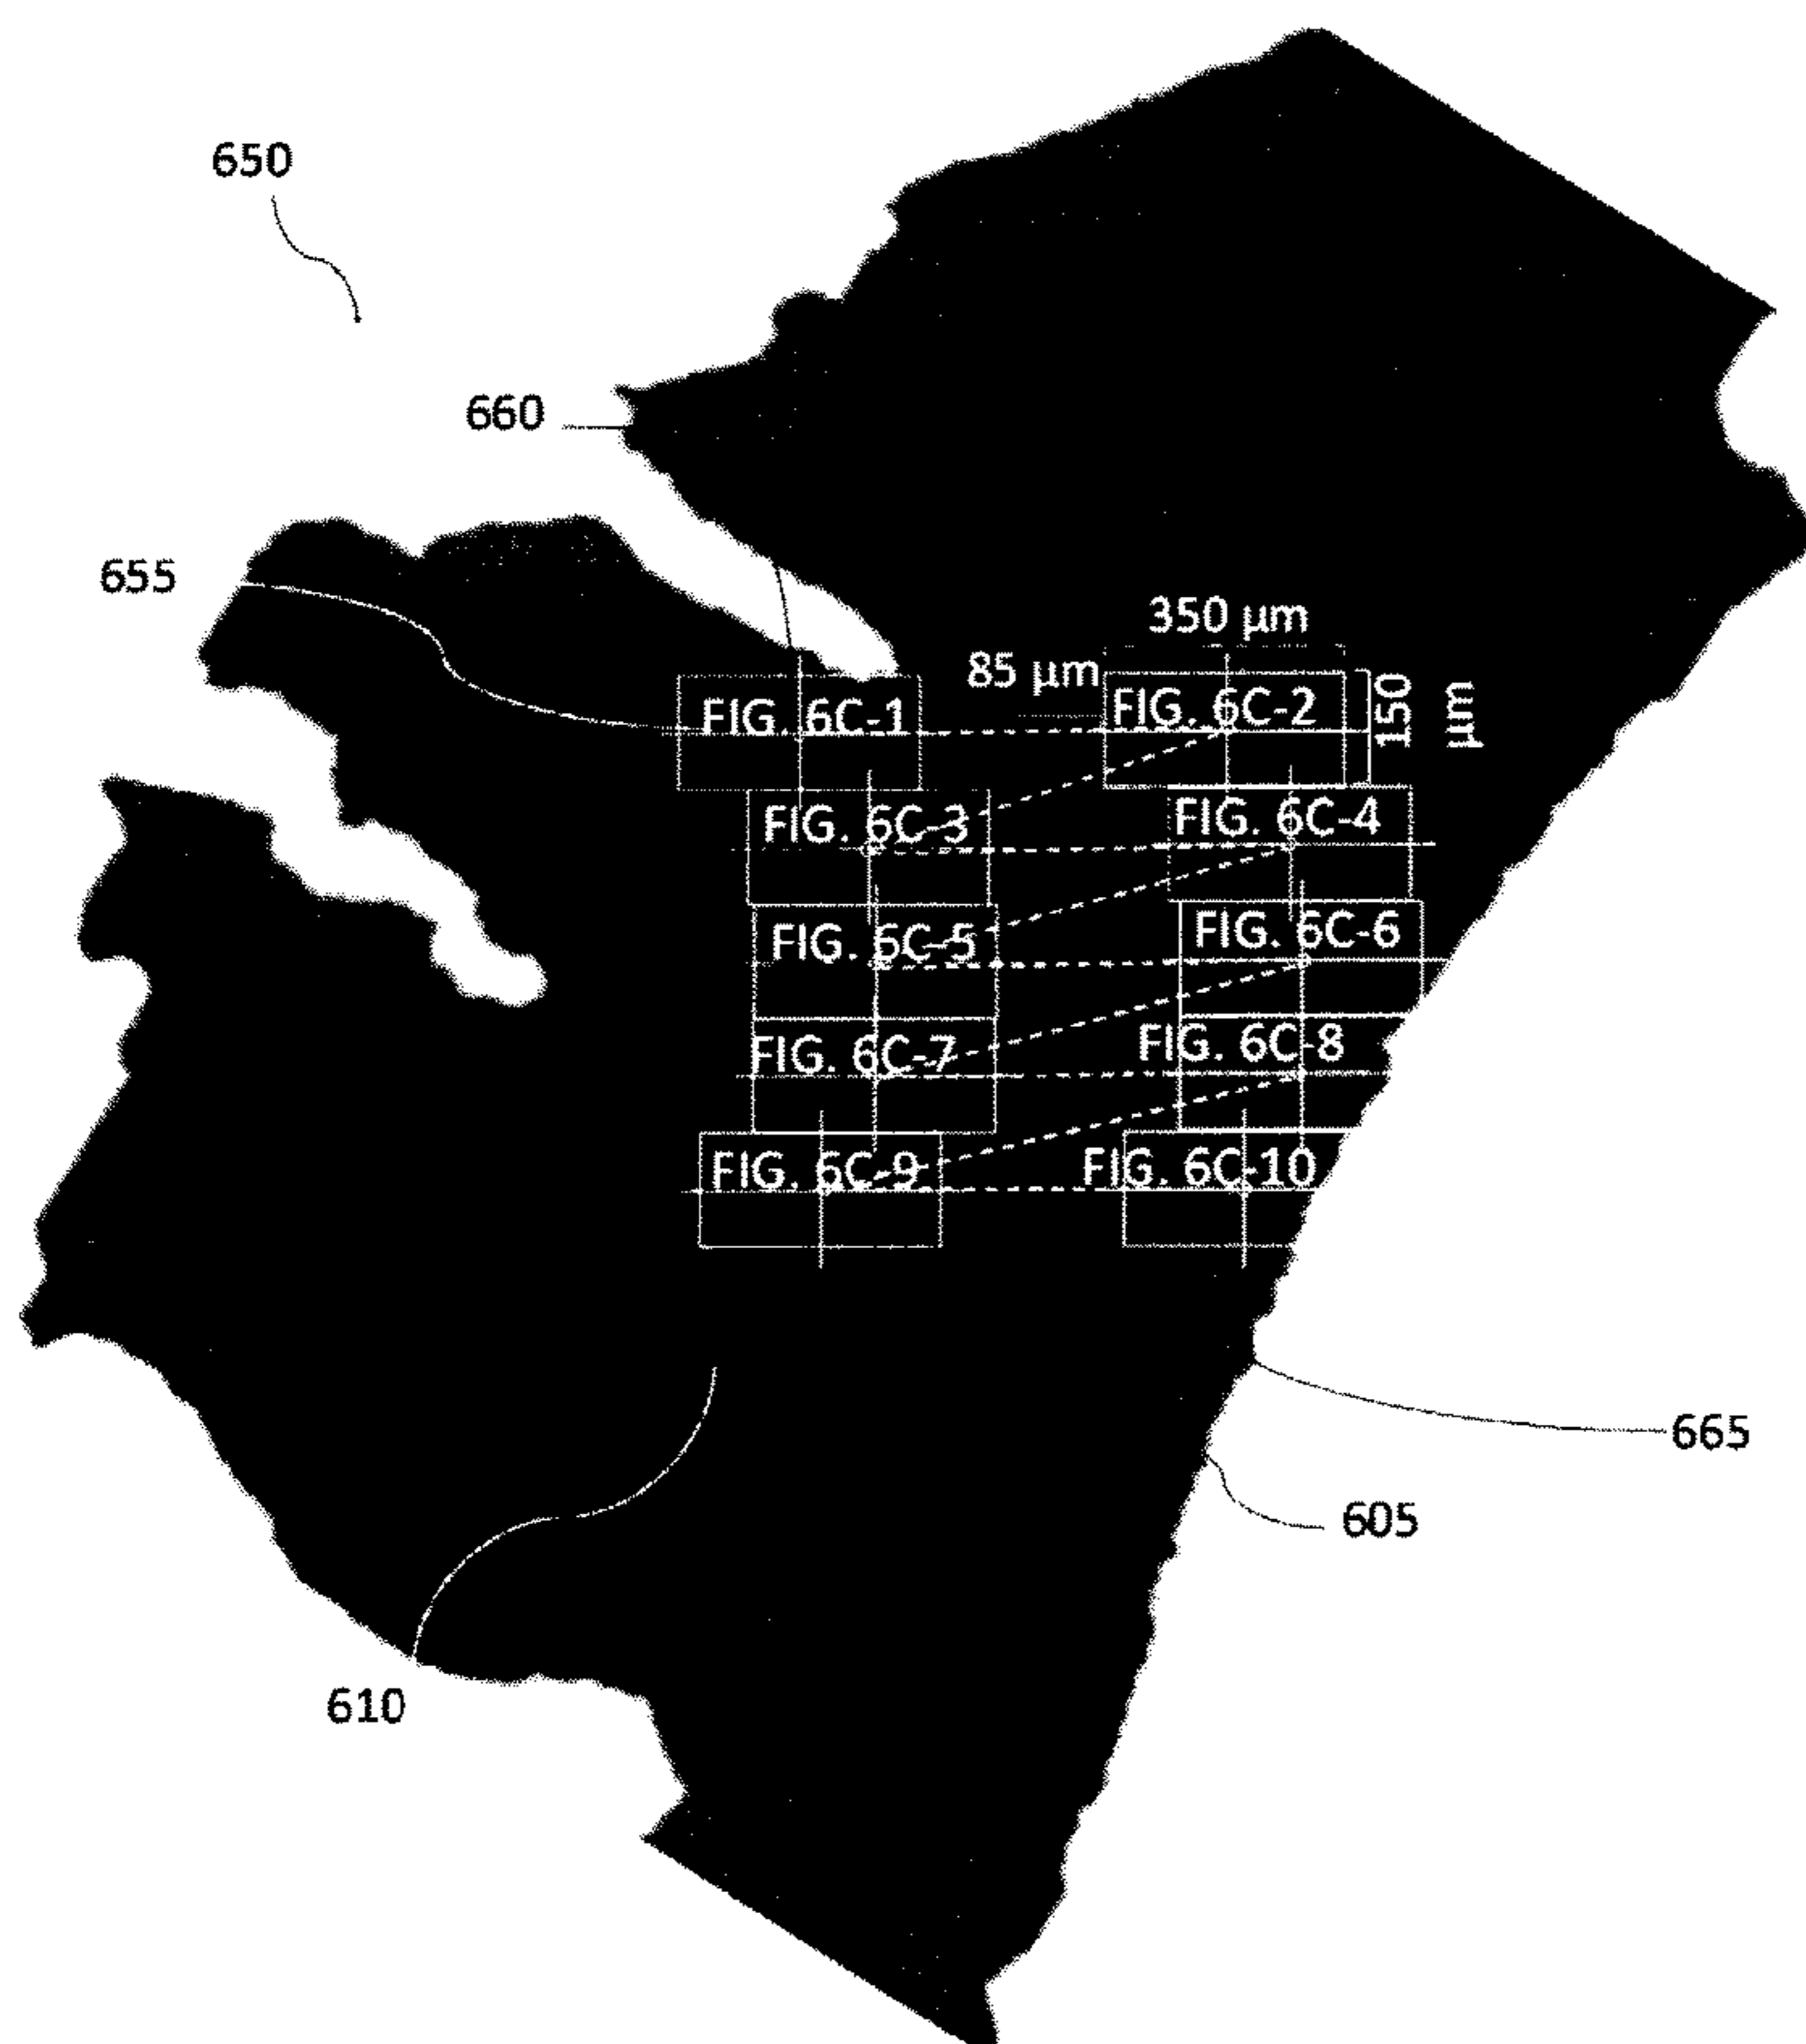 650
660
655
350 µm
85 µm
150 µm
FIG. 6C-1
FIG. 6C-2
FIG. 6C-3
FIG. 6C-4
FIG. 6C-5
FIG. 6C-6
FIG. 6C-7
FIG. 6C-8
FIG. 6C-9
FIG. 6C-10
665
605
610